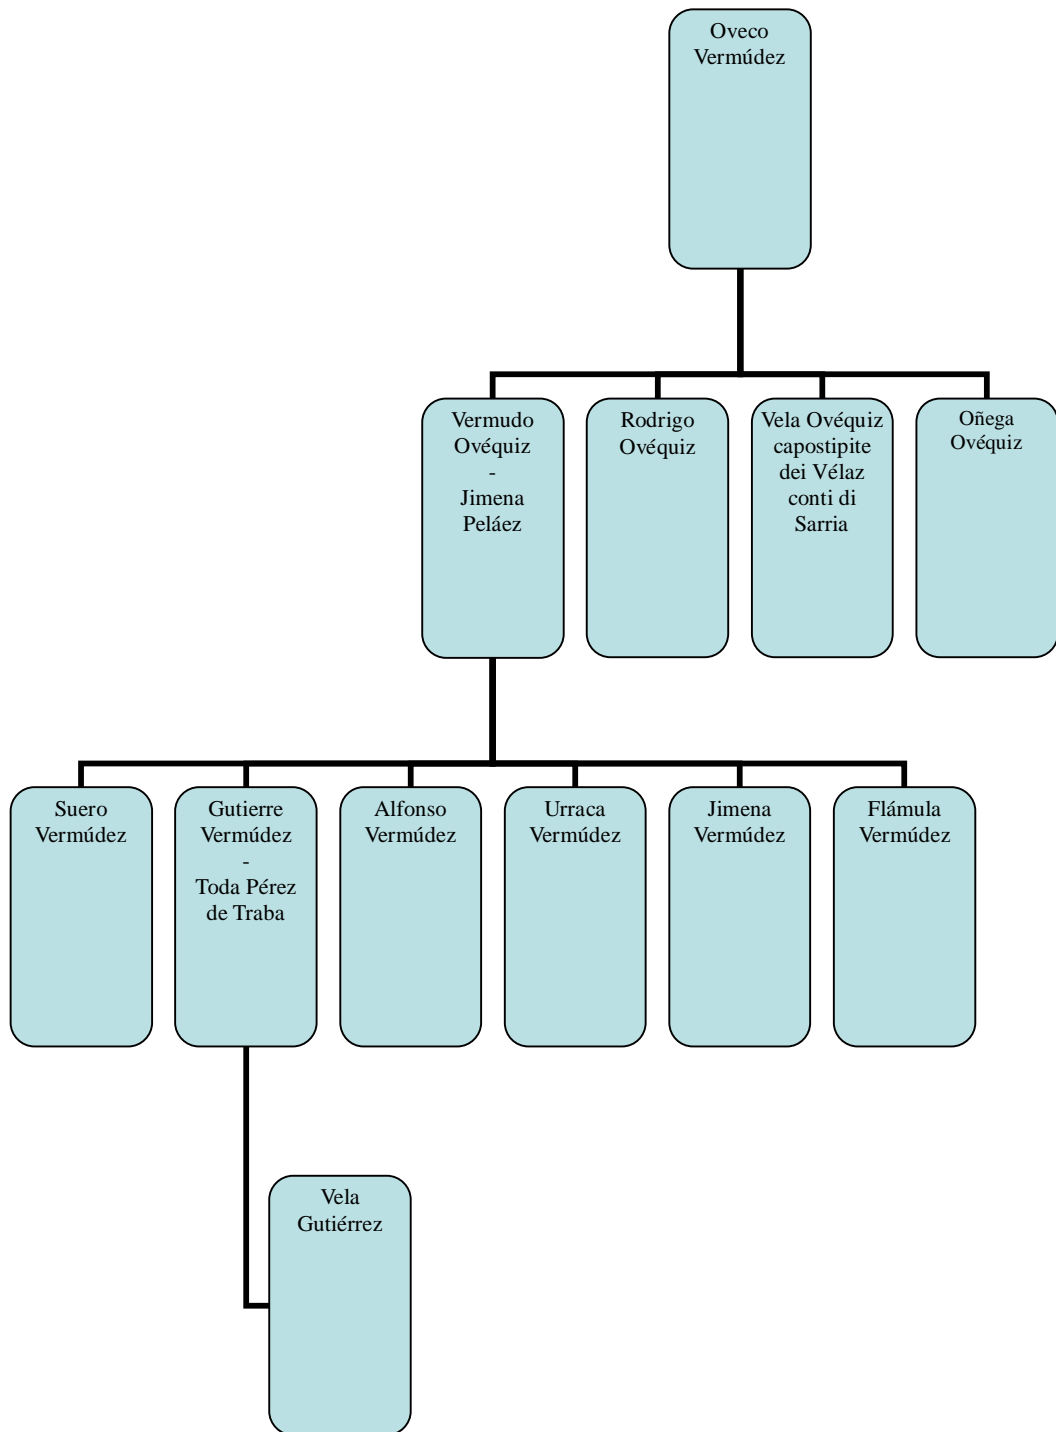 Oveco
Vermúdez
Vermudo
Ovéquiz
-
Jimena
Peláez
Rodrigo
Ovéquiz
Vela Ovéquiz
capostipite
dei Vélaz
conti di
Sarria
Oñega
Ovéquiz
Suero
Vermúdez
Gutierre
Vermúdez
-
Toda Pérez
de Traba
Alfonso
Vermúdez
Urraca
Vermúdez
Jimena
Vermúdez
Flámula
Vermúdez
Vela
Gutiérrez